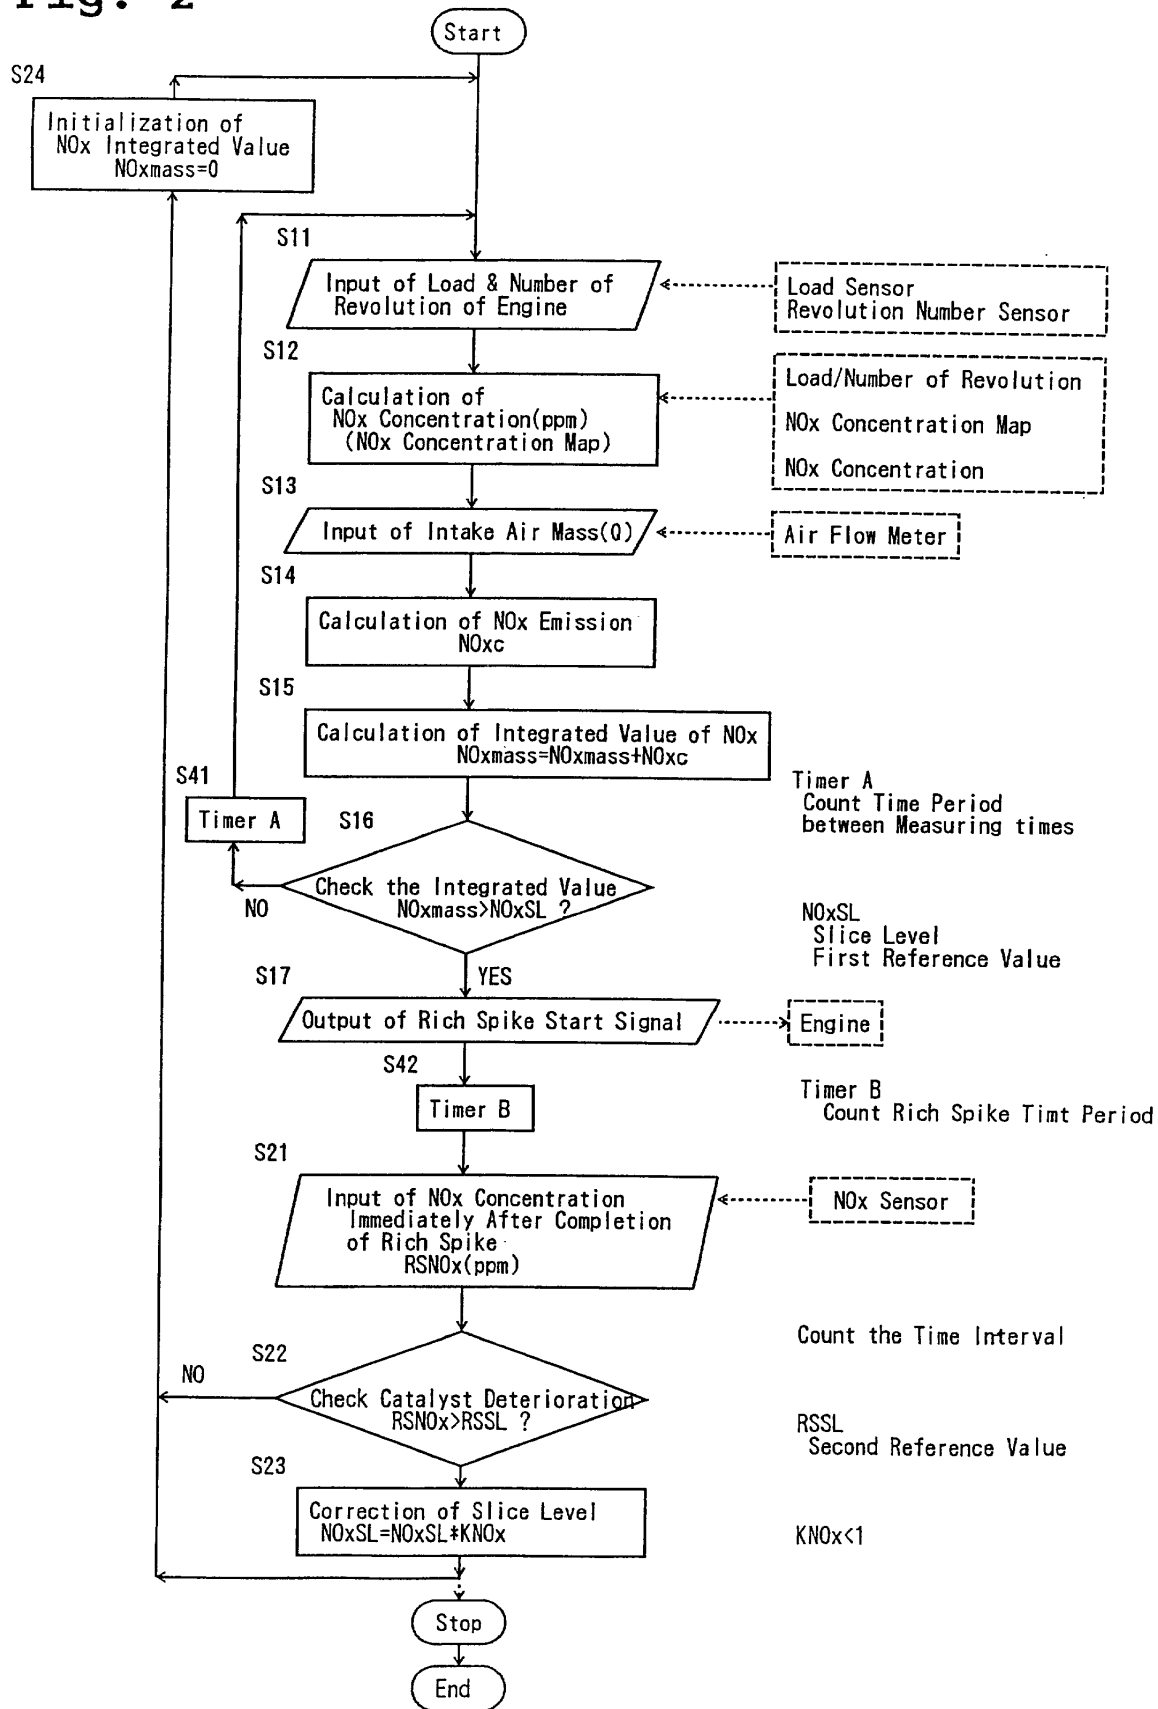 Fig. 2
Start
S24
Initialization of
NOx Integrated Value
NOxmass=0
S11
Input of Load & Number of
Revolution of Engine
Load Sensor
Revolution Number Sensor
S12
Calculation of
NOx Concentration(ppm)
(NOx Concentration Map)
Load/Number of Revolution
NOx Concentration Map
NOx Concentration
S13
Input of Intake Air Mass(Q)
Air Flow Meter
S14
Calculation of NOx Emission
NOxc
S15
Calculation of Integrated Value of NOx
NOxmass=NOxmass+NOxc
S41
Timer A
Timer A
Count Time Period
between Measuring times
S16
Check the Integrated Value
NOxmass>NOxSL ?
NO
NOxSL
Slice Level
First Reference Value
YES
S17
Output of Rich Spike Start Signal
Engine
S42
Timer B
Timer B
Count Rich Spike Timt Period
S21
Input of NOx Concentration
Immediately After Completion
of Rich Spike
RSNOx(ppm)
NOx Sensor
Count the Time Interval
S22
NO
Check Catalyst Deterioration
RSNOx>RSSL ?
RSSL
Second Reference Value
S23
Correction of Slice Level
NOxSL=NOxSL*KNOx
KNOx<1
Stop
End